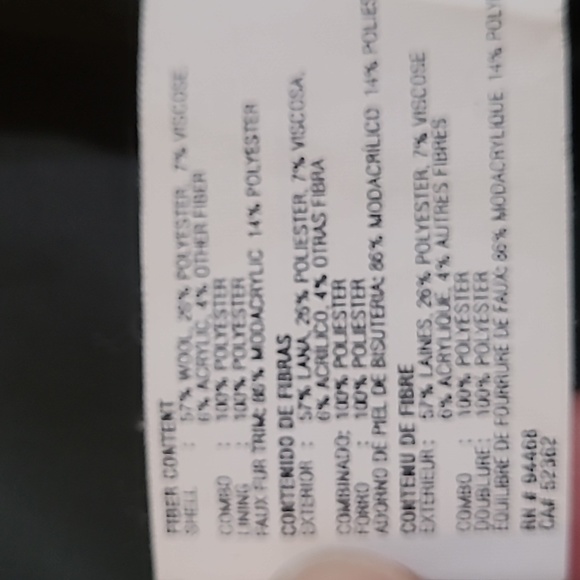 FIBER CONTENT
SHELL : 57% WOOL, 26% POLYESTER, 7% VISCOSE
6% ACRYLIC, 4% OTHER FIBER
COMBO : 100% POLYESTER
LINING : 100% POLYESTER
FAUX FUR TRIM: 86% MODACRYLIC 14% POLYESTER
CONTENIDO DE FIBRAS
EXTERIOR : 57% LANA, 26% POLIESTER, 7% VISCOSA,
6% ACRILICO, 4% OTRAS FIBRA
COMBINADO: 100% POLIESTER
FORRO : 100% POLIESTER
ADORNO DE PIEL DE BISUTERIA: 86% MODACRÍLICO 14% POLIES
CONTENU DE FIBRE
EXTERIEUR : 57% LAINES, 26% POLYESTER, 7% VISCOSE
6% ACRYLIQUE, 4% AUTRES FIBRES
COMBO : 100% POLYESTER
DOUBLURE : 100% POLYESTER
EQUILIBRE DE FOURRURE DE FAUX: 86% MODACRYLIQUE 14% POLY
RN # 94466
CA# 52362